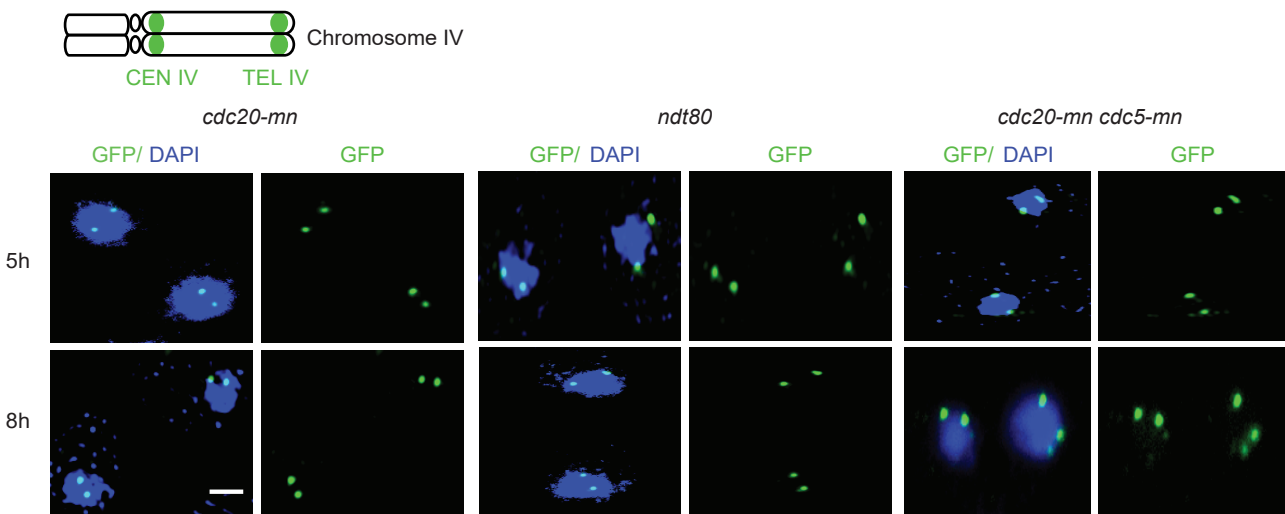 Chromosome IV
CEN IV TEL IV
cdc20-mn ndt80 cdc20-mn cdc5-mn
GFP/ DAPI GFP GFP/ DAPI GFP GFP/ DAPI GFP
5h
8h